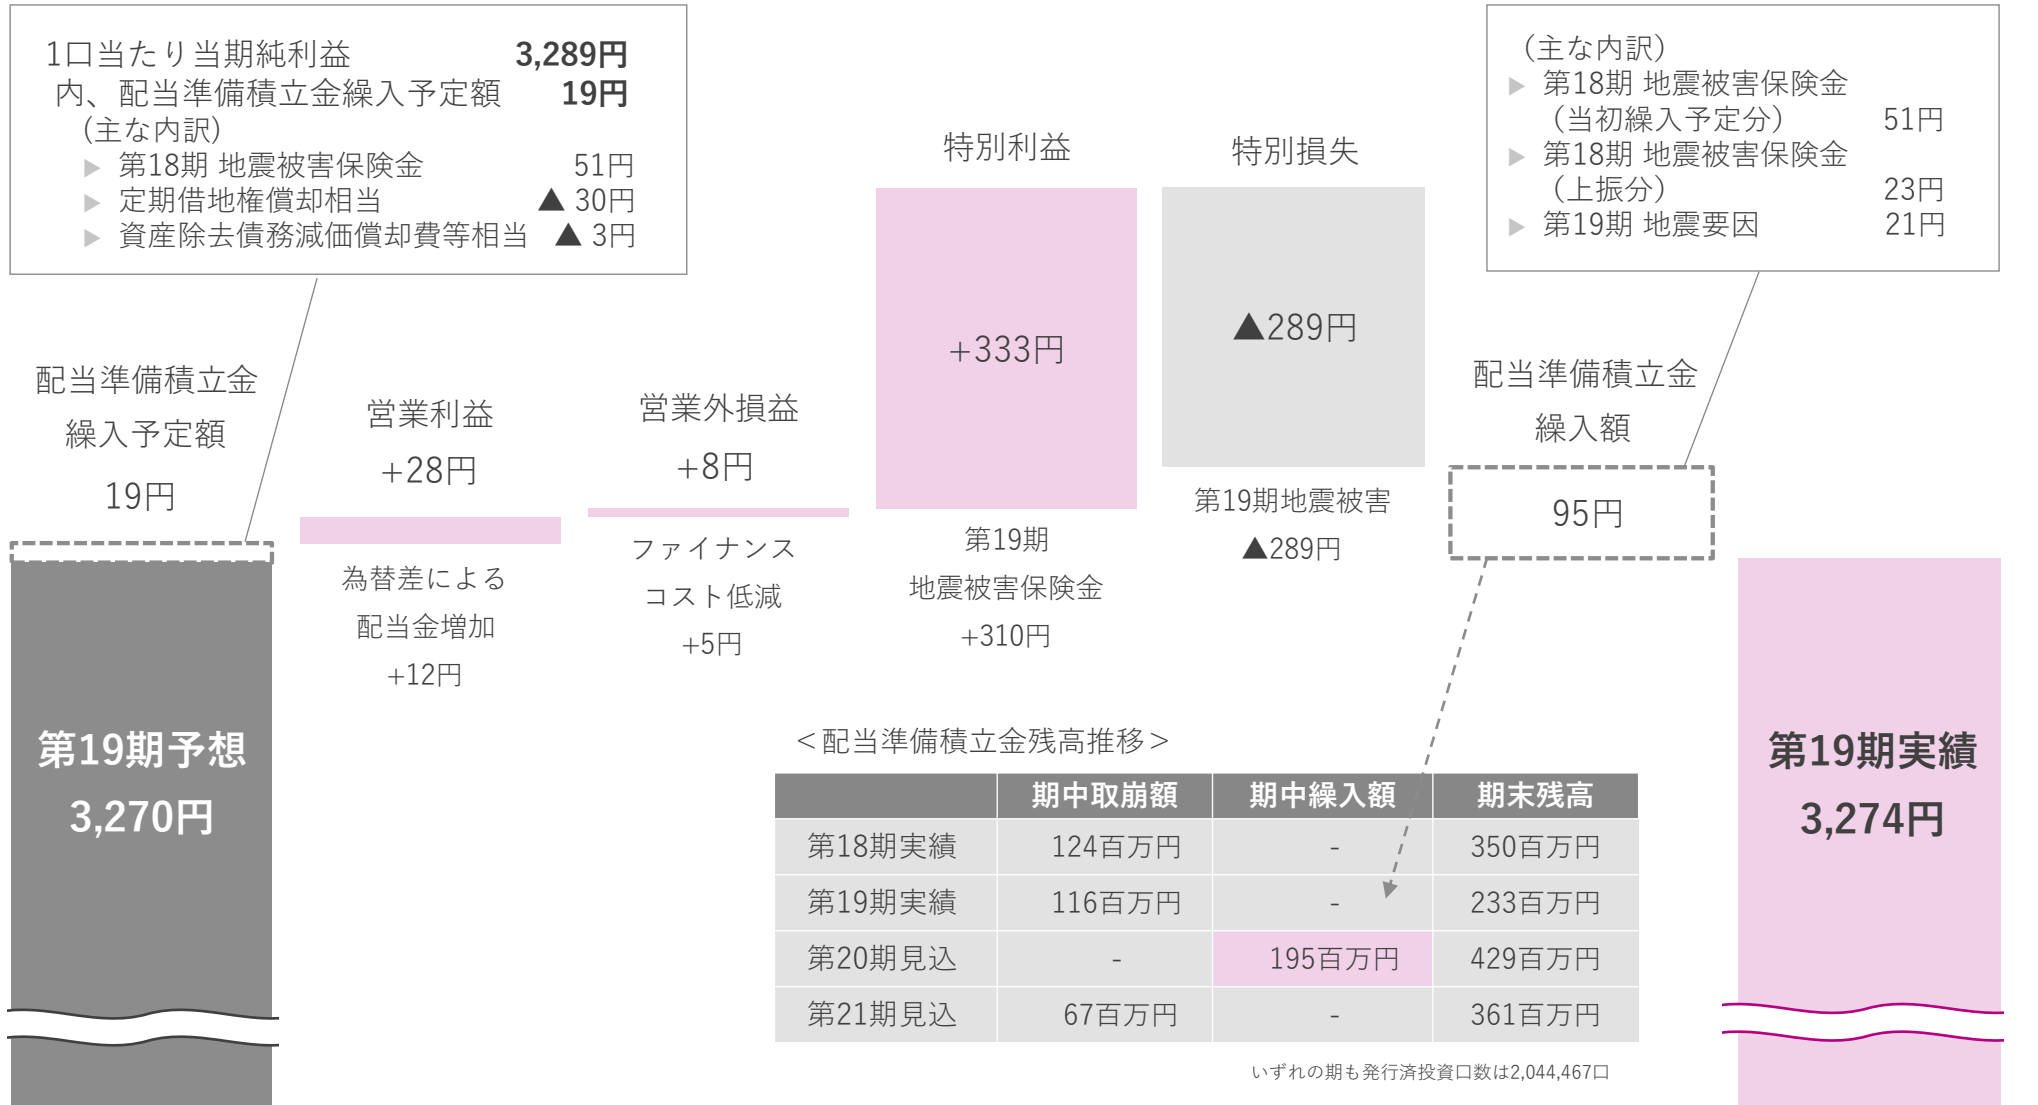 1口当たり当期純利益 3,289円
内、配当準備積立金繰入予定額 19円
(主な内訳)
▶ 第18期 地震被害保険金 51円
▶ 定期借地権償却相当 ▲ 30円
▶ 資産除去債務減価償却費等相当 ▲ 3円
配当準備積立金
繰入予定額
19円
第19期予想
3,270円
営業利益
+28円
為替差による
配当金増加
+12円
営業外損益
+8円
ファイナンス
コスト低減
+5円
特別利益
+333円
第19期
地震被害保険金
+310円
特別損失
▲289円
第19期地震被害
▲289円
(主な内訳)
▶ 第18期 地震被害保険金
(当初繰入予定分) 51円
▶ 第18期 地震被害保険金
(上振分) 23円
▶ 第19期 地震要因 21円
配当準備積立金
繰入額
95円
第19期実績
3,274円
＜配当準備積立金残高推移＞
期中取崩額 期中繰入額 期末残高
第18期実績 124百万円 - 350百万円
第19期実績 116百万円 - 233百万円
第20期見込 - 195百万円 429百万円
第21期見込 67百万円 - 361百万円
いずれの期も発行済投資口数は2,044,467口